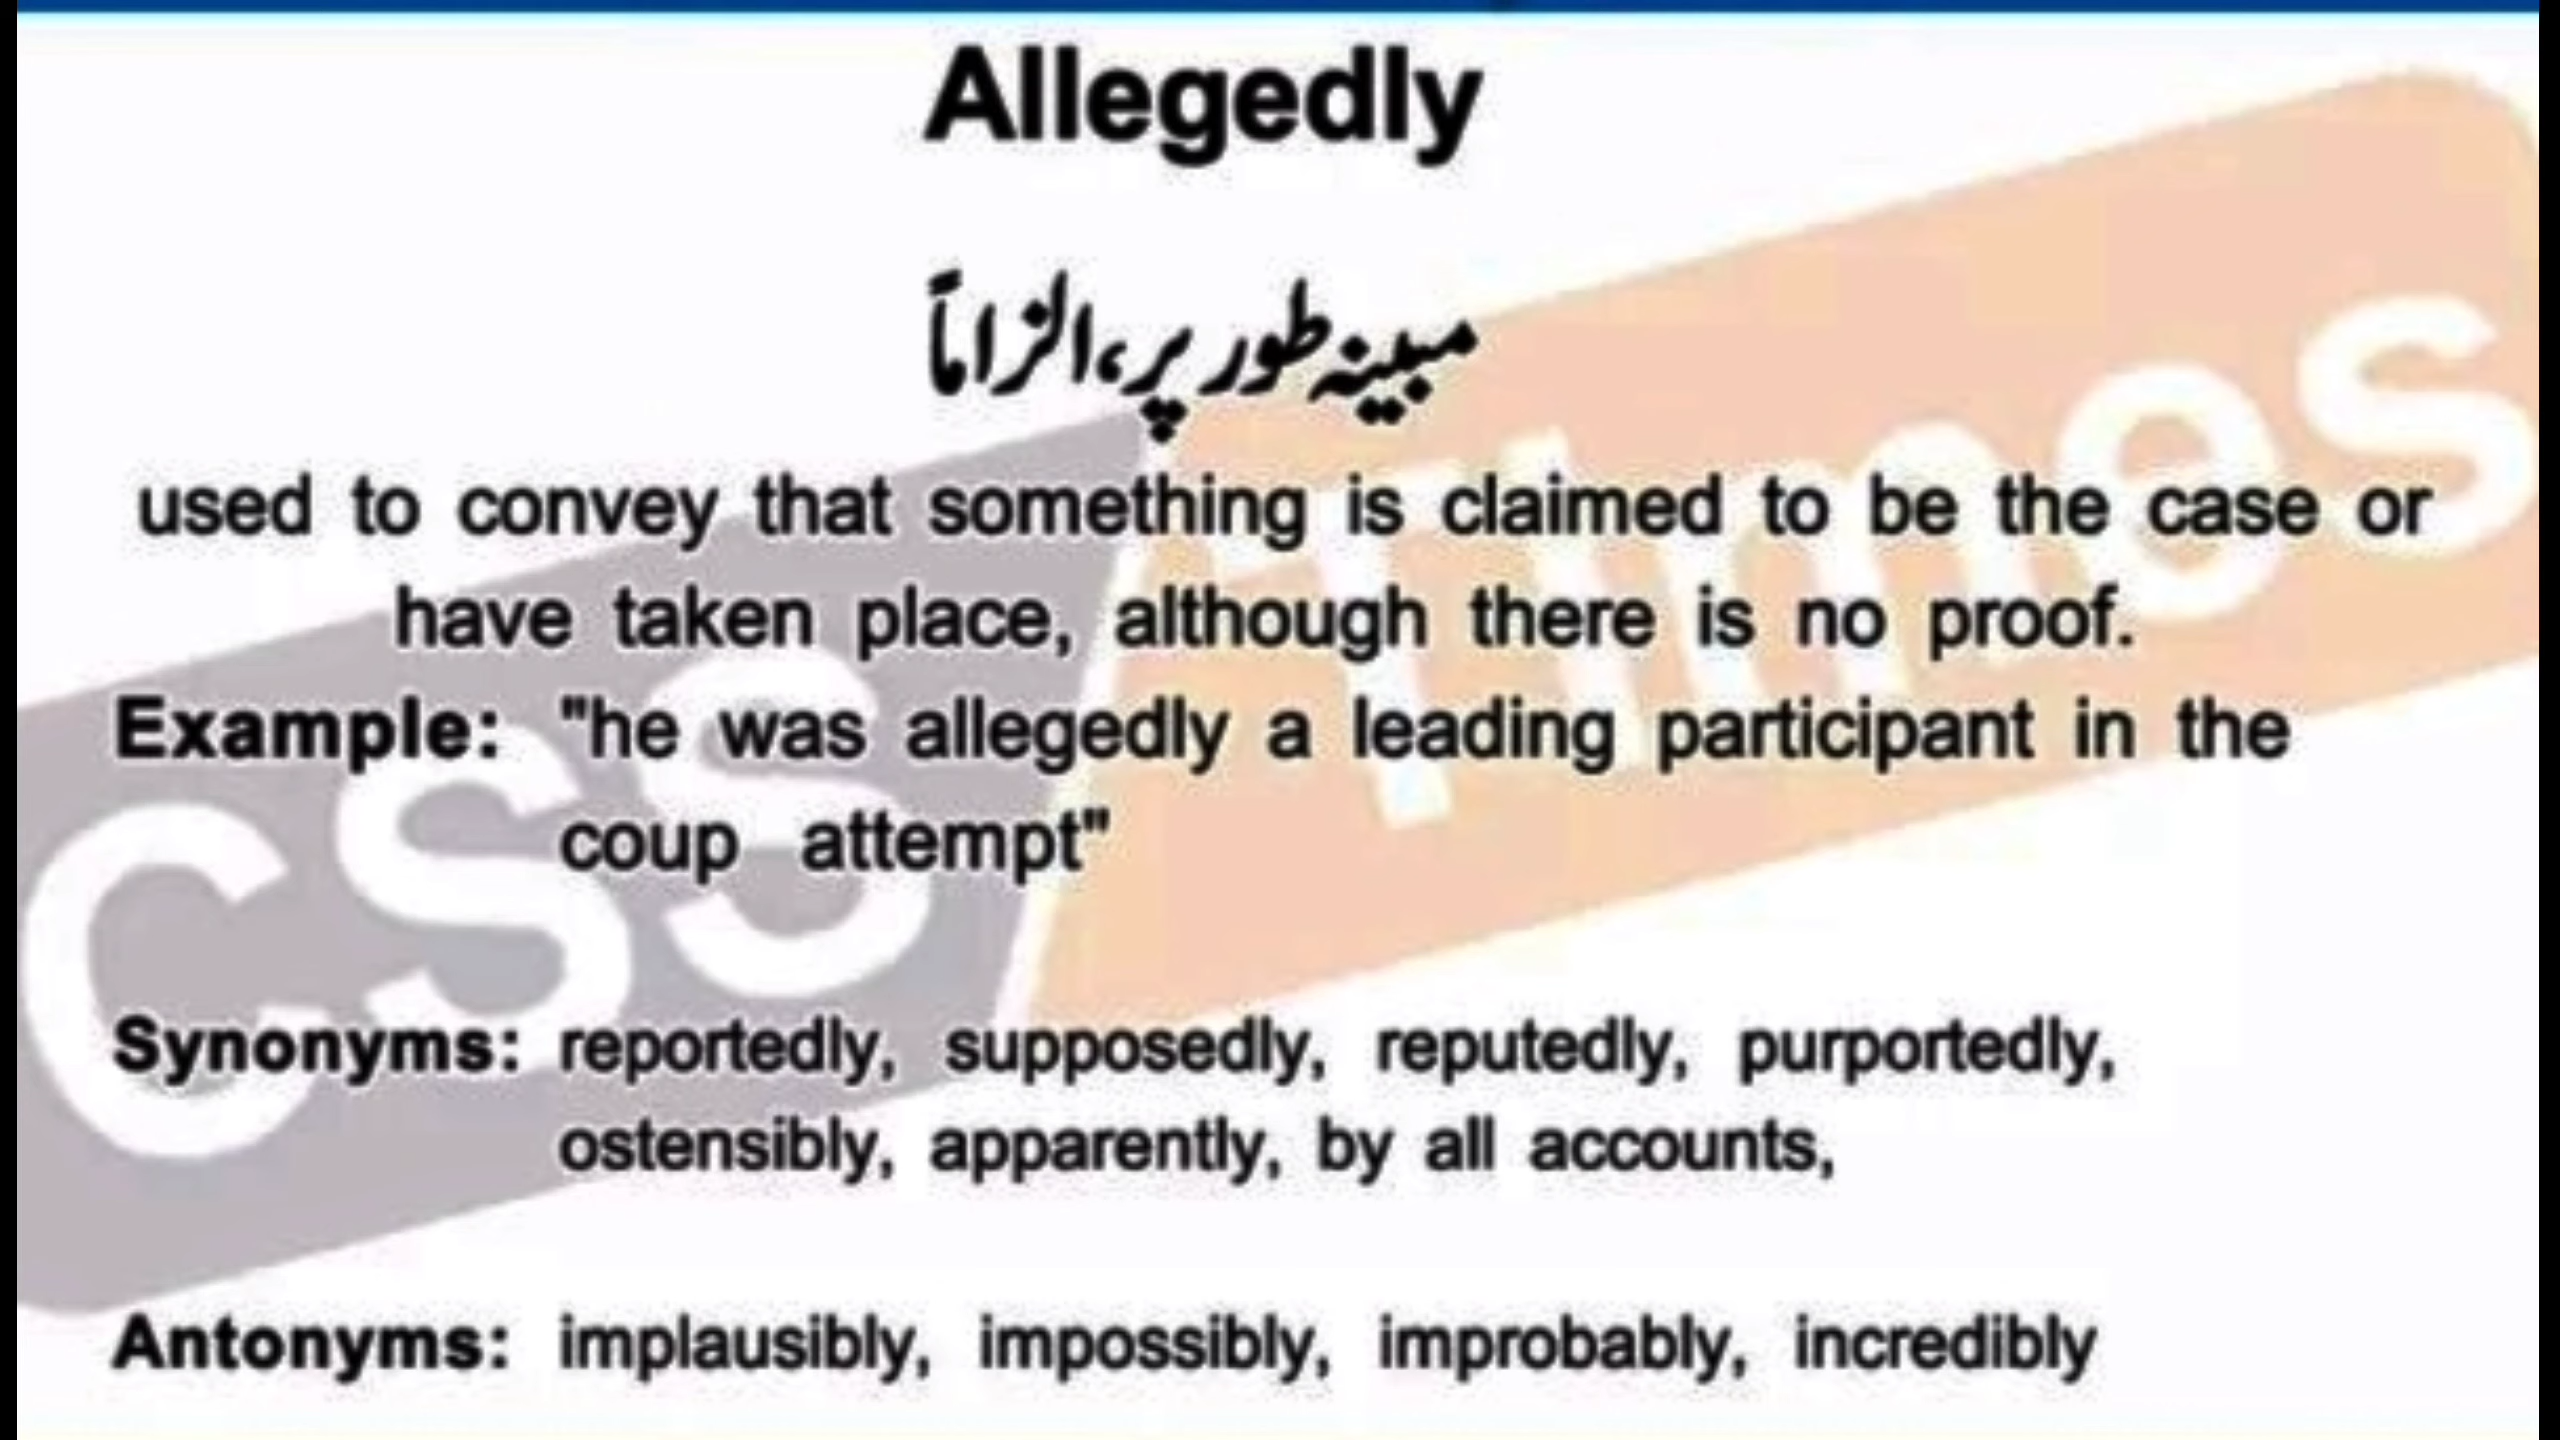 Allegedly
مبینہ طور پر، الزاماً
used to convey that something is claimed to be the case or
have taken place, although there is no proof.
Example: "he was allegedly a leading participant in the
coup attempt"
Synonyms: reportedly, supposedly, reputedly, purportedly,
ostensibly, apparently, by all accounts,
Antonyms: implausibly, impossibly, improbably, incredibly
CSS Times